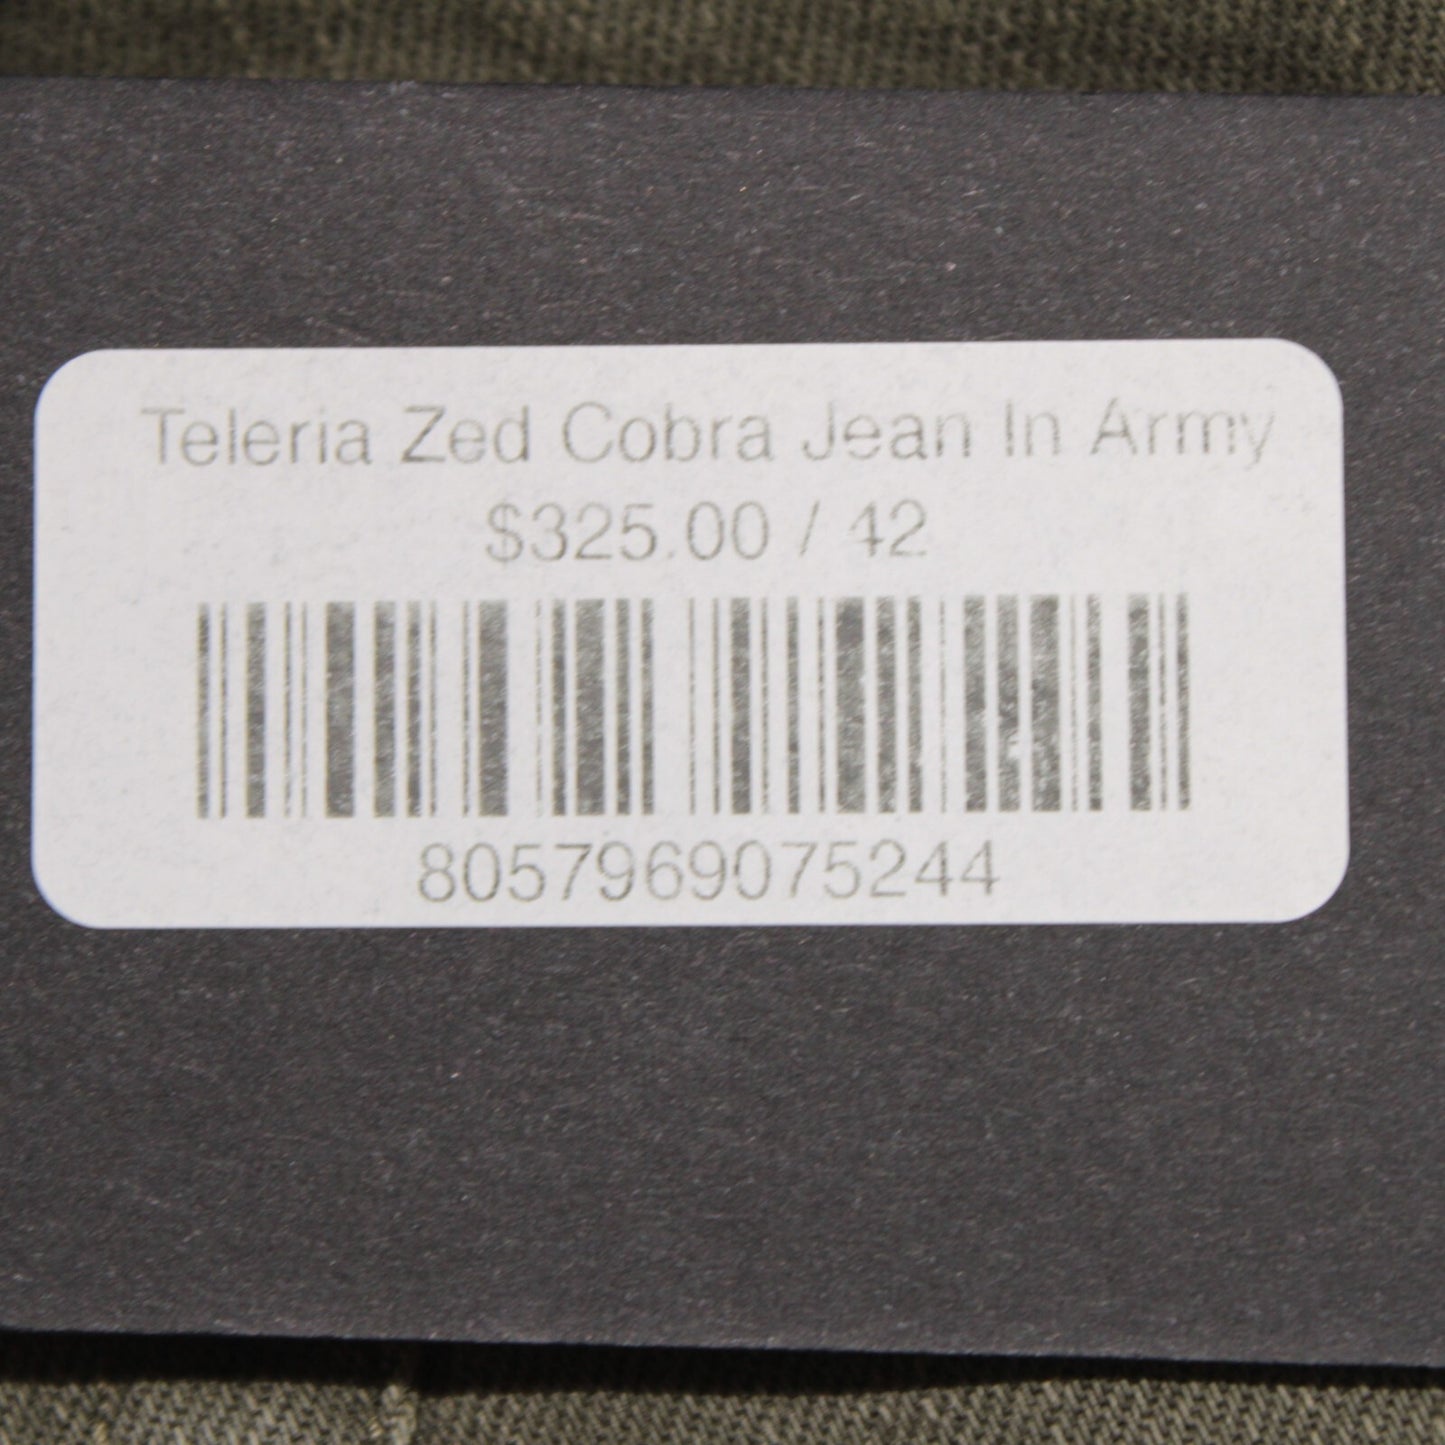 Teleria Zed Cobra Jean In Army
$325.00 / 42
8057969075244